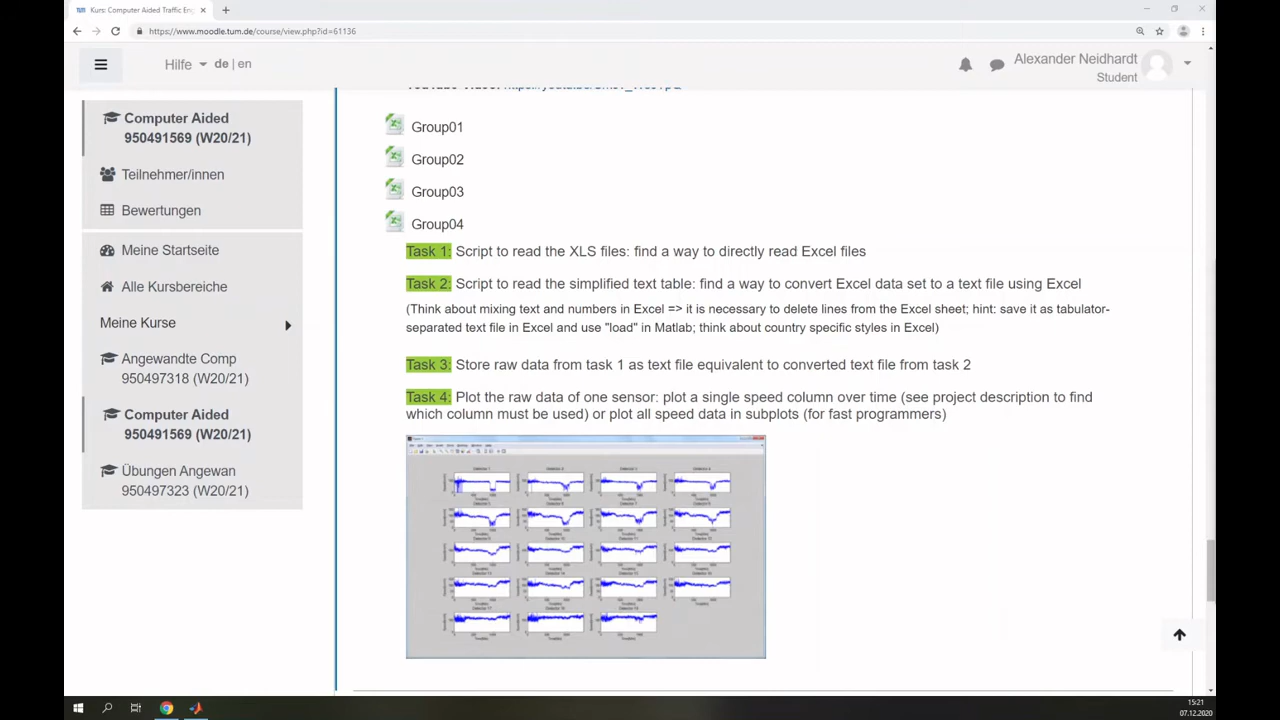 Kurs: Computer Aided Traffic En
https://www.moodle.tum.de/course/view.php?id=61136
Hilfe
de | en
Alexander Neidhardt
Student
Computer Aided
950491569 (W20/21)
Teilnehmer/innen
Bewertungen
Meine Startseite
Alle Kursbereiche
Meine Kurse
Angewandte Comp
950497318 (W20/21)
Computer Aided
950491569 (W20/21)
Übungen Angewan
950497323 (W20/21)
Group01
Group02
Group03
Group04
Task 1: Script to read the XLS files: find a way to directly read Excel files
Task 2: Script to read the simplified text table: find a way to convert Excel data set to a text file using Excel
(Think about mixing text and numbers in Excel => it is necessary to delete lines from the Excel sheet; hint: save it as tabulator-
separated text file in Excel and use "load" in Matlab; think about country specific styles in Excel)
Task 3: Store raw data from task 1 as text file equivalent to converted text file from task 2
Task 4: Plot the raw data of one sensor: plot a single speed column over time (see project description to find
which column must be used) or plot all speed data in subplots (for fast programmers)
15:21
07.12.2020